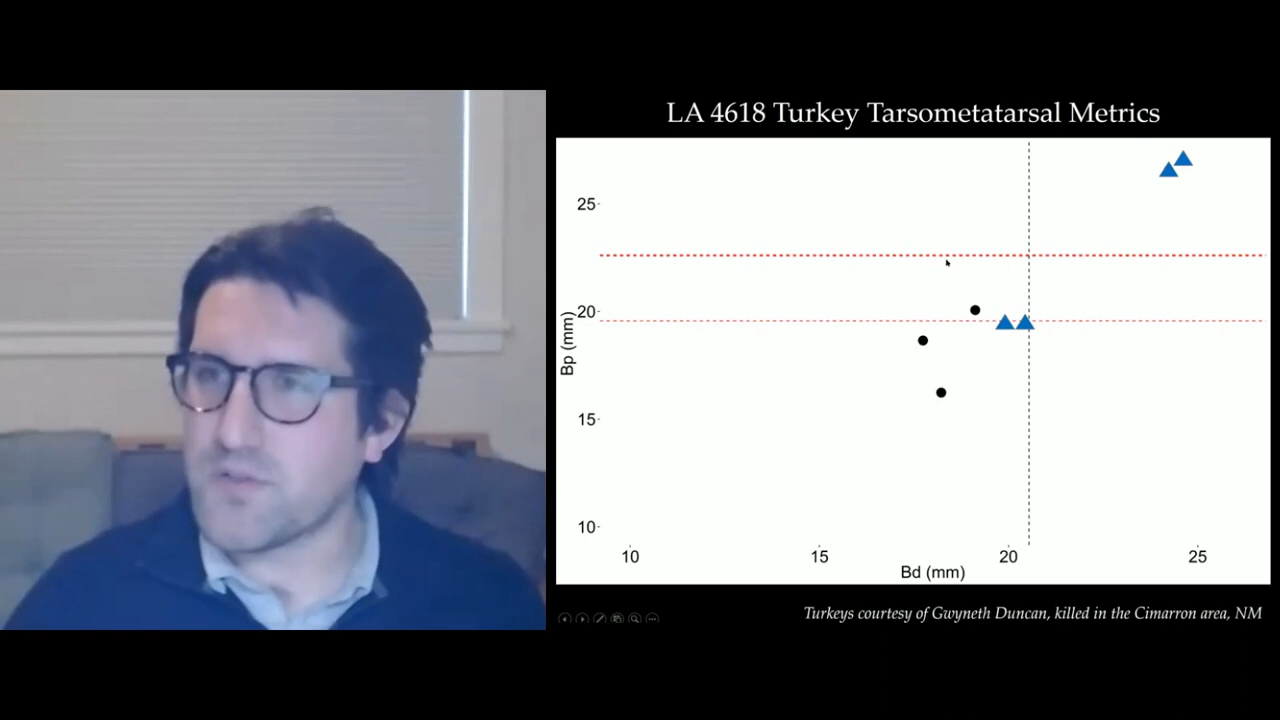 LA 4618 Turkey Tarsometatarsal Metrics
25
20
15
10
Bp (mm)
10 15 20 25
Bd (mm)
Turkeys courtesy of Gwyneth Duncan, killed in the Cimarron area, NM